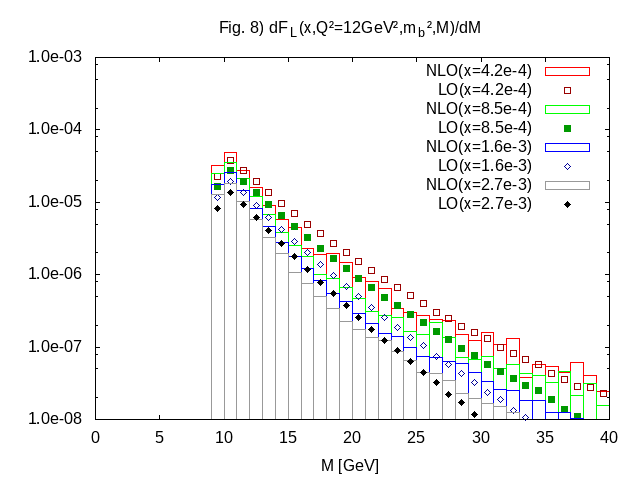 Fig. 8) dF_L(x,Q²=12GeV²,m_b²,M)/dM
1.0e-03
1.0e-04
1.0e-05
1.0e-06
1.0e-07
1.0e-08
NLO(x=4.2e-4)
LO(x=4.2e-4)
NLO(x=8.5e-4)
LO(x=8.5e-4)
NLO(x=1.6e-3)
LO(x=1.6e-3)
NLO(x=2.7e-3)
LO(x=2.7e-3)
0 5 10 15 20 25 30 35 40
M [GeV]